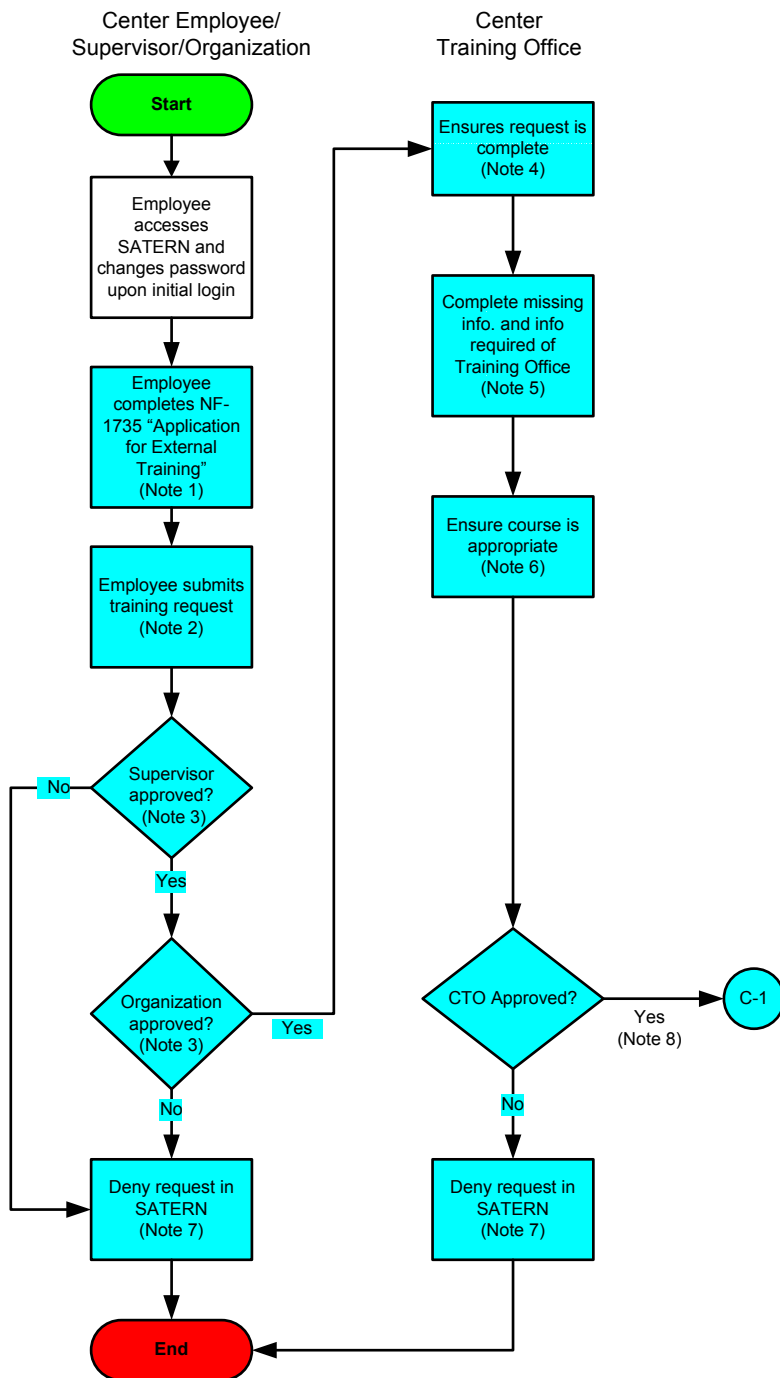 Center Employee/
Supervisor/Organization
Start
Employee
accesses
SATERN and
changes password
upon initial login
Employee
completes NF-
1735 “Application
for External
Training”
(Note 1)
Employee submits
training request
(Note 2)
Supervisor
approved?
(Note 3)
No
Yes
Organization
approved?
(Note 3)
Yes
No
Deny request in
SATERN
(Note 7)
End
Center
Training Office
Ensures request is
complete
(Note 4)
Complete missing
info. and info
required of
Training Office
(Note 5)
Ensure course is
appropriate
(Note 6)
CTO Approved?
Yes
(Note 8)
C-1
No
Deny request in
SATERN
(Note 7)